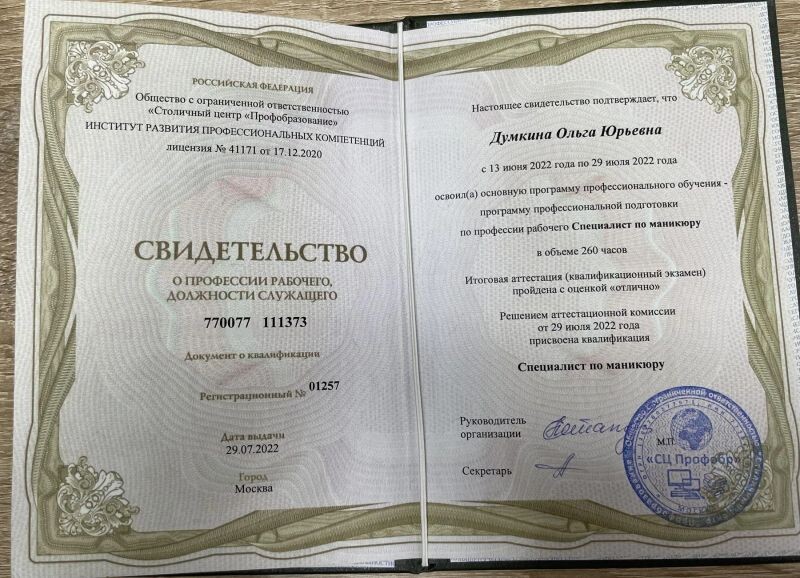 РОССИЙСКАЯ ФЕДЕРАЦИЯ
Общество с ограниченной ответственностью
«Столичный центр «Профобразование»
ИНСТИТУТ РАЗВИТИЯ ПРОФЕССИОНАЛЬНЫХ КОМПЕТЕНЦИЙ
лицензия № 41171 от 17.12.2020
СВИДЕТЕЛЬСТВО
О ПРОФЕССИИ РАБОЧЕГО,
ДОЛЖНОСТИ СЛУЖАЩЕГО
770077 111373
Документ о квалификации
Регистрационный № 01257
Дата выдачи
29.07.2022
Город
Москва
Настоящее свидетельство подтверждает, что
Думкина Ольга Юрьевна
с 13 июня 2022 года по 29 июля 2022 года
освоил(а) основную программу профессионального обучения -
программу профессиональной подготовки
по профессии рабочего Специалист по маникюру
в объеме 260 часов
Итоговая аттестация (квалификационный экзамен)
пройдена с оценкой «отлично»
Решением аттестационной комиссии
от 29 июля 2022 года
присвоена квалификация
Специалист по маникюру
Руководитель
организации
М.П.
«СЦ Профобр
Секретарь